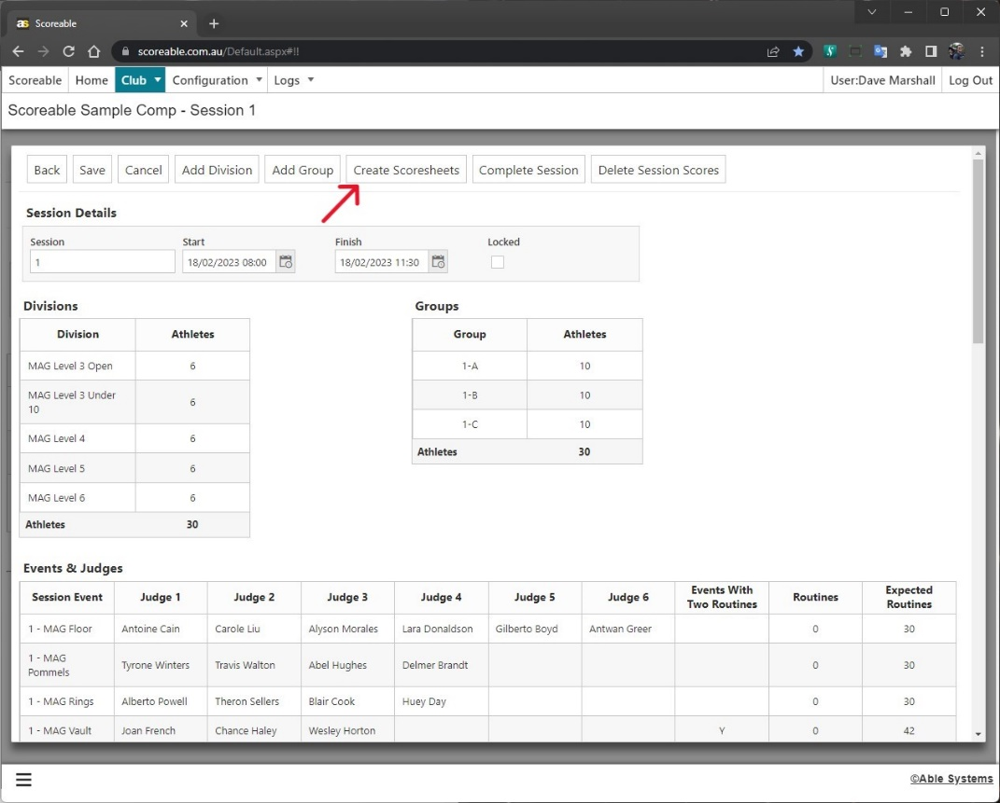 as Scoreable
scoreable.com.au/Default.aspx#!!
Scoreable Home Club Configuration Logs User:Dave Marshall Log Out
Scoreable Sample Comp - Session 1
Back Save Cancel Add Division Add Group Create Scoresheets Complete Session Delete Session Scores
Session Details
Session Start Finish Locked
1 18/02/2023 08:00 18/02/2023 11:30
Divisions
Division Athletes
MAG Level 3 Open 6
MAG Level 3 Under
10 6
MAG Level 4 6
MAG Level 5 6
MAG Level 6 6
Athletes 30
Groups
Group Athletes
1-A 10
1-B 10
1-C 10
Athletes 30
Events & Judges
Session Event Judge 1 Judge 2 Judge 3 Judge 4 Judge 5 Judge 6 Events With Two Routines Routines Expected Routines
1 - MAG Floor Antoine Cain Carole Liu Alyson Morales Lara Donaldson Gilberto Boyd Antwan Greer 0 30
1 - MAG
Pommels Tyrone Winters Travis Walton Abel Hughes Delmer Brandt 0 30
1 - MAG Rings Alberto Powell Theron Sellers Blair Cook Huey Day 0 30
1 - MAG Vault Joan French Chance Haley Wesley Horton Y 0 42
©Able Systems